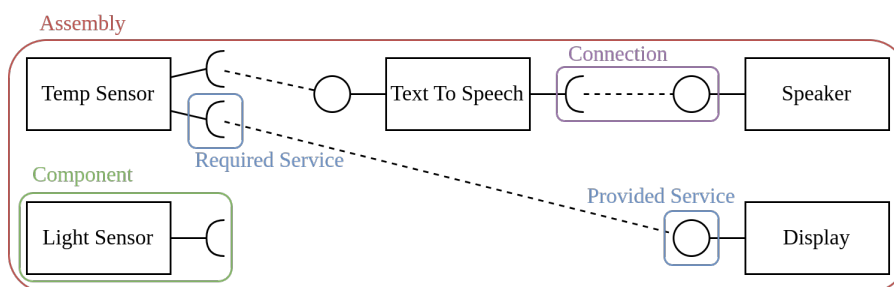 Assembly
Connection
Temp Sensor
Text To Speech
Speaker
Required Service
Component
Provided Service
Light Sensor
Display